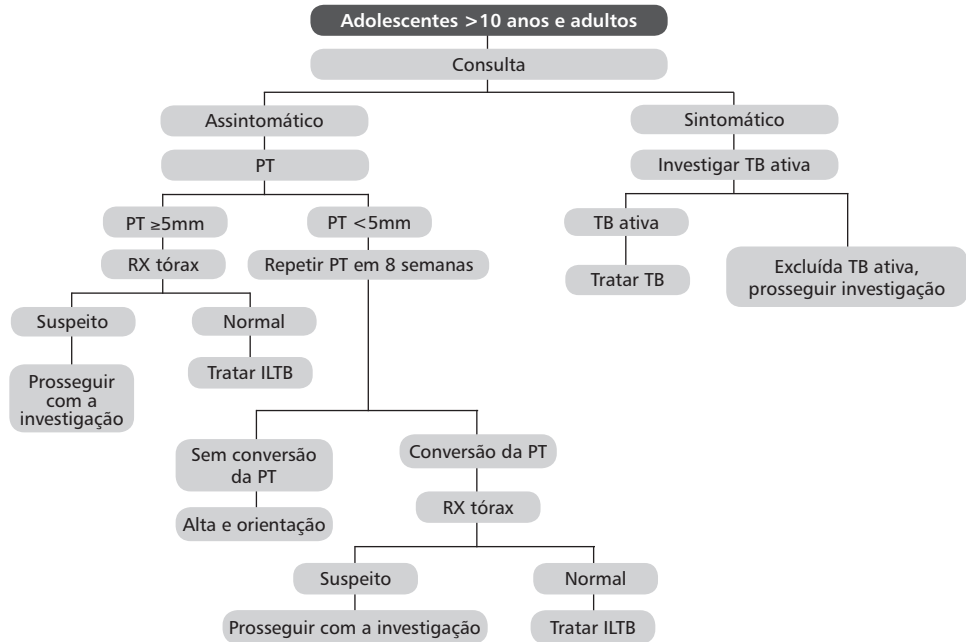 Adolescentes >10 anos e adultos
Consulta
Assintomático
Sintomático
PT
Investigar TB ativa
PT ≥5mm
PT <5mm
TB ativa
RX tórax
Repetir PT em 8 semanas
Tratar TB
Excluída TB ativa,
prosseguir investigação
Suspeito
Normal
Prosseguir
com a
investigação
Tratar ILTB
Sem conversão
da PT
Conversão da PT
Alta e orientação
RX tórax
Suspeito
Normal
Prosseguir com a investigação
Tratar ILTB